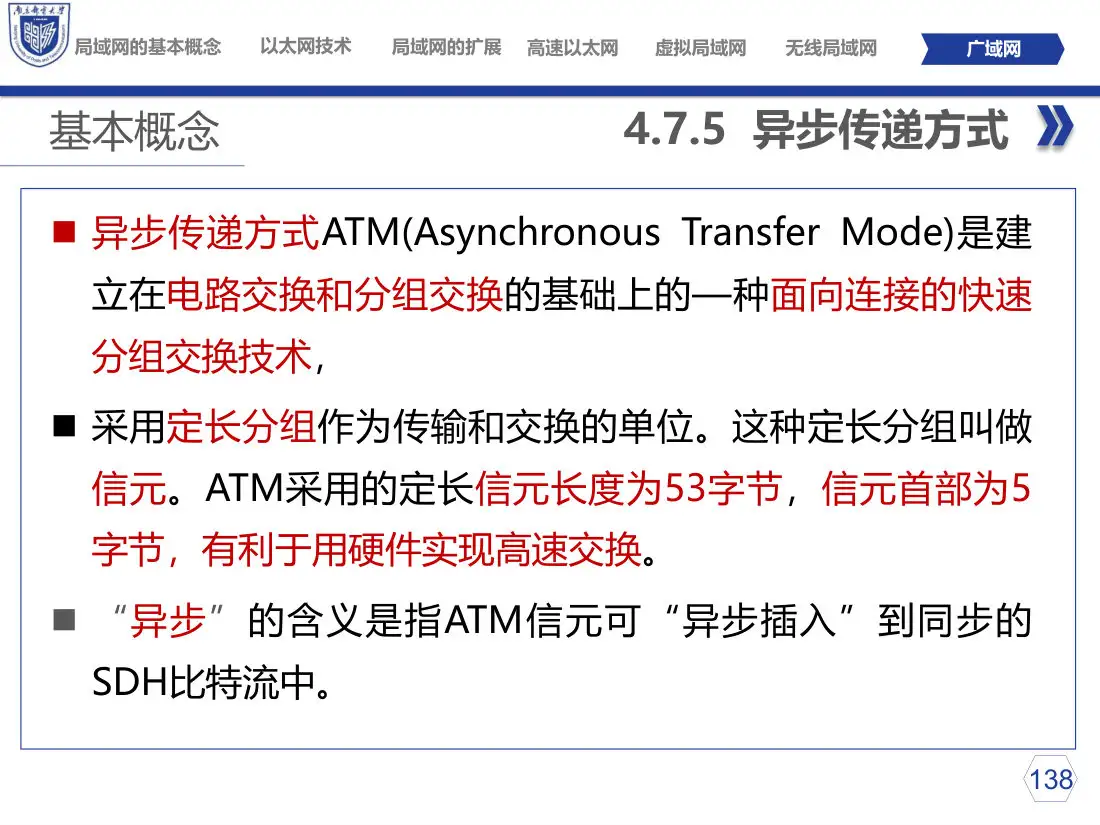 南京邮电大学
局域网的基本概念 以太网技术 局域网的扩展 高速以太网 虚拟局域网 无线局域网 广域网
基本概念
4.7.5 异步传递方式
异步传递方式ATM(Asynchronous Transfer Mode)是建
立在电路交换和分组交换的基础上的—种面向连接的快速
分组交换技术，
采用定长分组作为传输和交换的单位。这种定长分组叫做
信元。ATM采用的定长信元长度为53字节，信元首部为5
字节，有利于用硬件实现高速交换。
“异步”的含义是指ATM信元可“异步插入”到同步的
SDH比特流中。
138